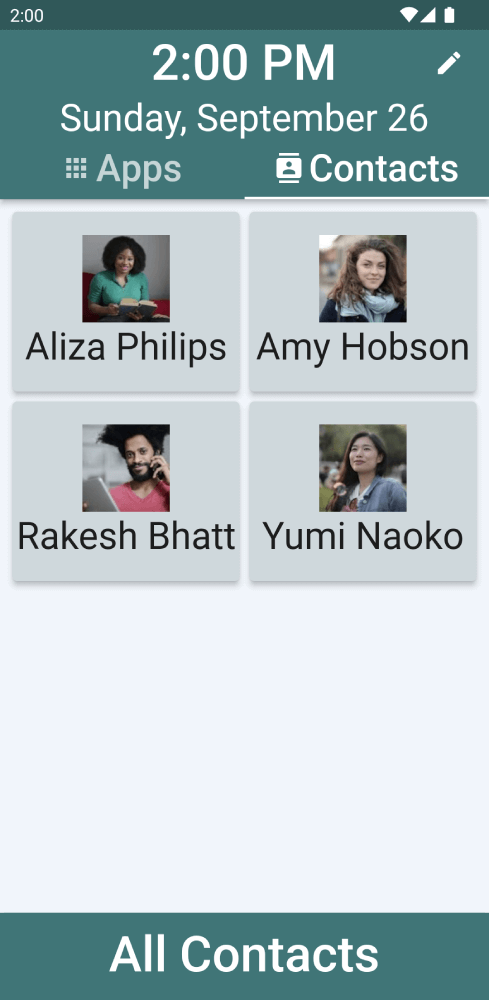 2:00
2:00 PM
Sunday, September 26
Apps Contacts
Aliza Philips Amy Hobson
Rakesh Bhatt Yumi Naoko
All Contacts